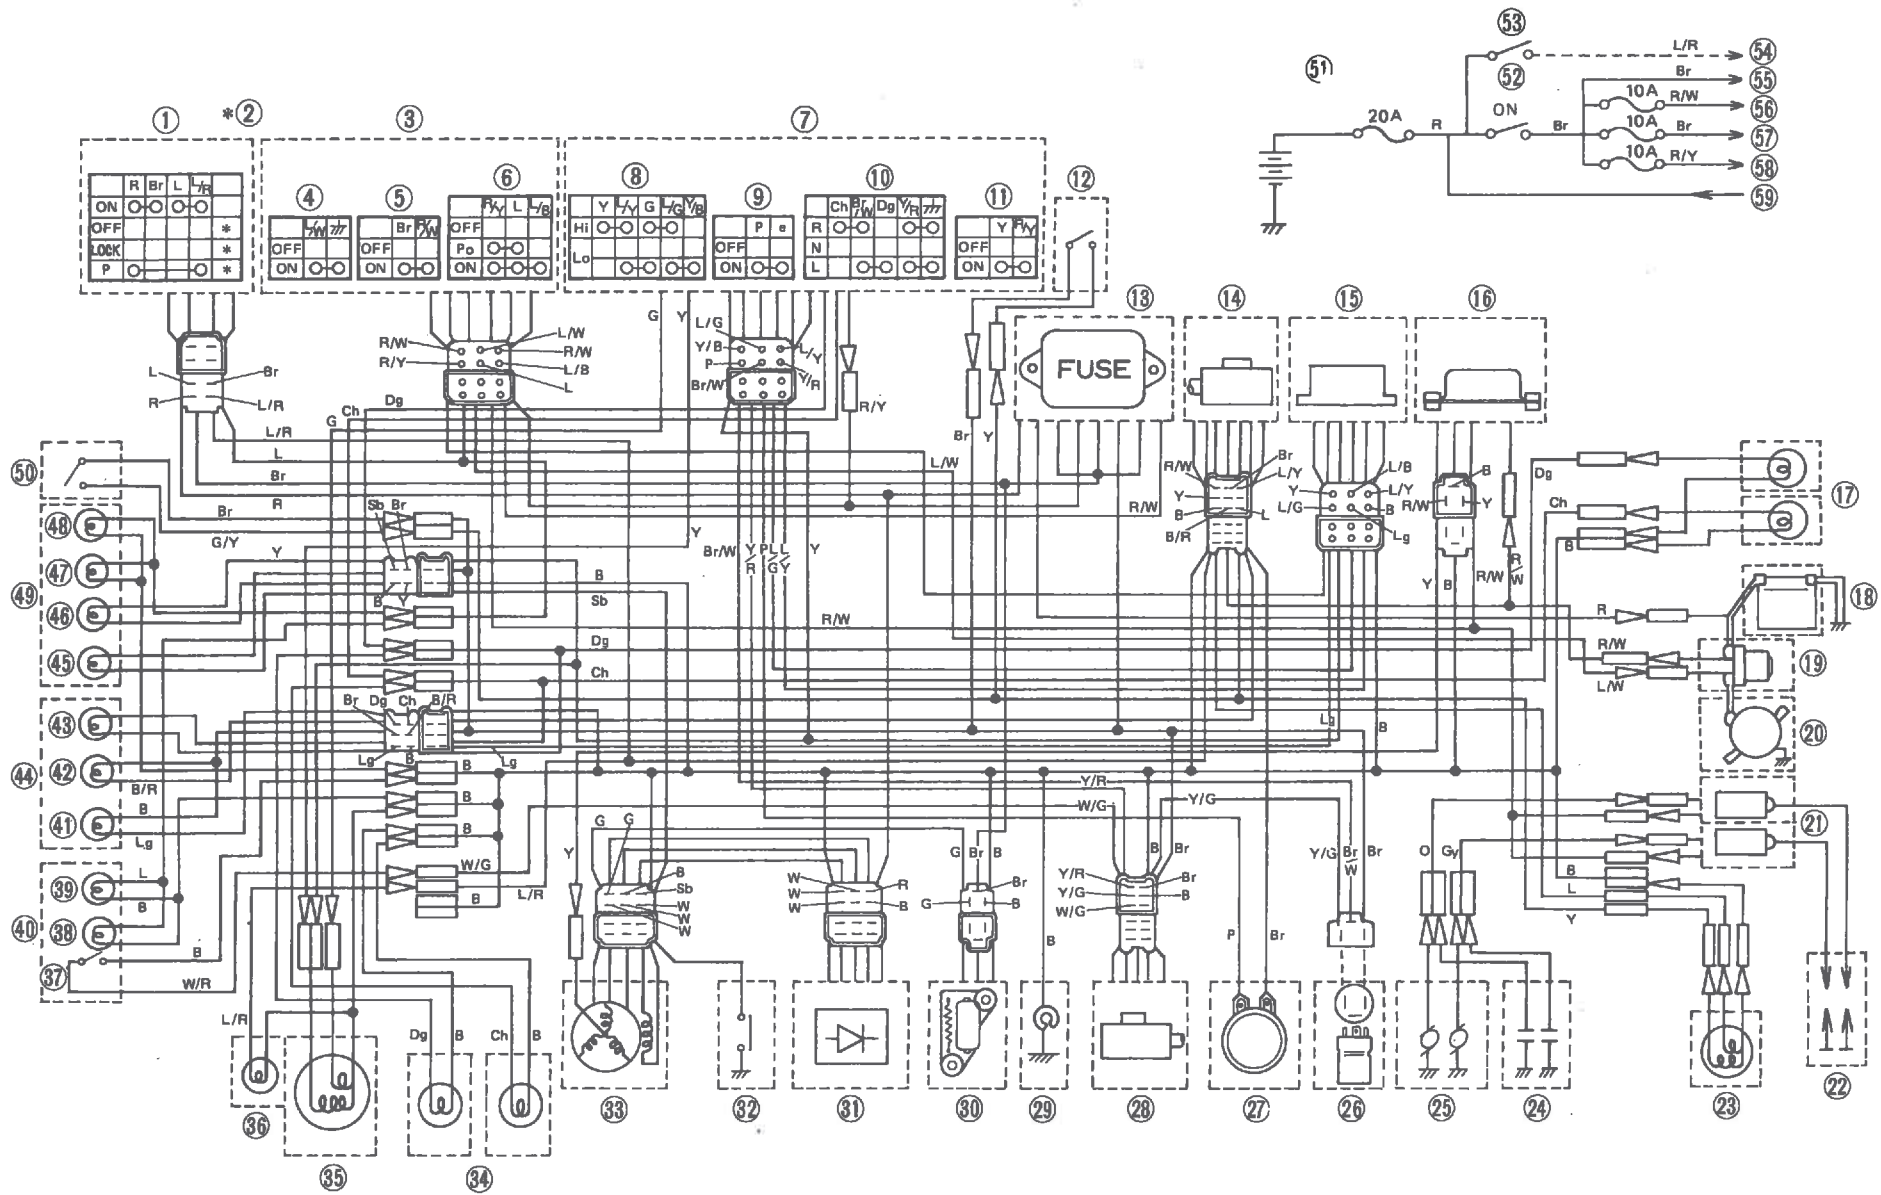 53
54
L/R
51
52
55
Br
10A
R/W
56
ON
20A
R
Br
10A
Br
57
10A
R/Y
58
59
1
*2
3
7
4
5
6
8
9
10
11
12
R Br L L/R
ON
OFF *
LOCK *
P *
L/W
OFF
ON
Br R/W
OFF
ON
R/Y L L/B
OFF
Po
ON
Y L/Y G L/G Y/B
Hi
Lo
P e
OFF
ON
Ch Br/W Dg Y/R
R
N
L
Y R/Y
OFF
ON
13
14
15
16
G Y
L/G
L/W
R/W
R/W
Y/B
L/Y
R/Y
L/B
P
L
Br/W
Y/R
FUSE
L Br
R L/R
Ch Dg
R/Y
G
L/R
Br Y
L
L/W
Br
R
R/W
50
Sb Br
Br
G/Y
Y
R/W
Br
L/Y
Y
B
L
B/R
Y
L/B
L/Y
L/G
B
Lg
B
R/W
Y
Dg
Ch
B
17
48
47
49
46
45
B Y
B
Sb
Y
Br/W Y/R P L/G L/Y
Y
Y B R/W R/W
R/W
Dg
Ch
R
18
R/W
19
L/W
20
Br Dg Ch B/R
43
44
42
41
Lg B
Lg
Lg
B
B
B/R
B
Lg
B
B
W/G
L/R
B
Y/R
W/G
Y/G
21
39
L
B
40
38
37
B
W/R
L/R
Y
G G
B
Sb
W
W
W
W
W
W
R
B
G Br B
G
Br
B
B
Y/R
Y/G
W/G
B Br
Br
B
P Br
Y/G Br/W Br
O Gy
B
L
Y
Dg B Ch B
36
35
34
33
32
31
30
29
28
27
26
25
24
23
22